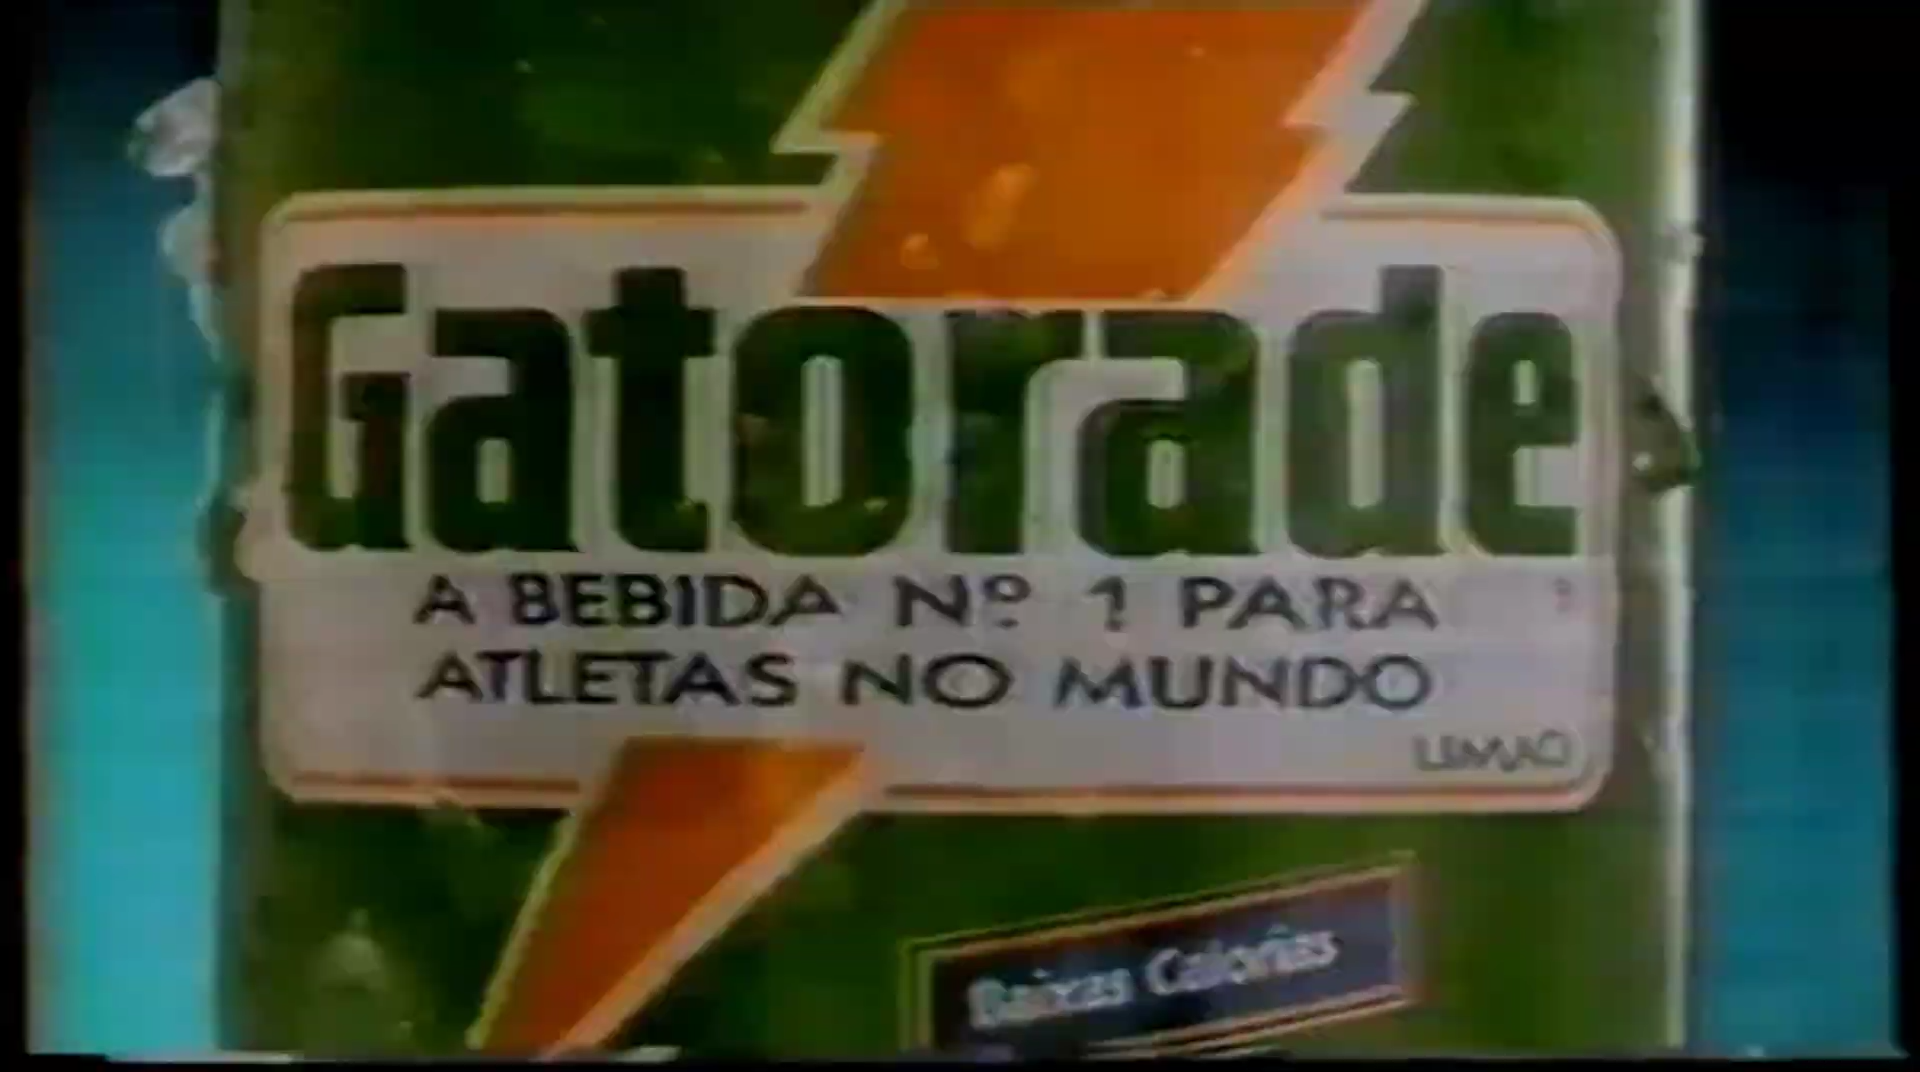 Gatorade
A BEBIDA Nº 1 PARA
ATLETAS NO MUNDO
LIMÃO
Baixas Calorias